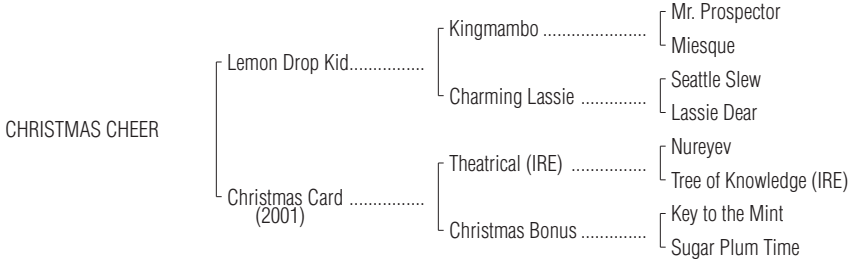 Mr. Prospector
Kingmambo ......................
Miesque
Lemon Drop Kid................
Seattle Slew
Charming Lassie ..............
Lassie Dear
CHRISTMAS CHEER
Nureyev
Theatrical (IRE) ................
Tree of Knowledge (IRE)
Christmas Card ................
(2001)
Key to the Mint
Christmas Bonus ..............
Sugar Plum Time